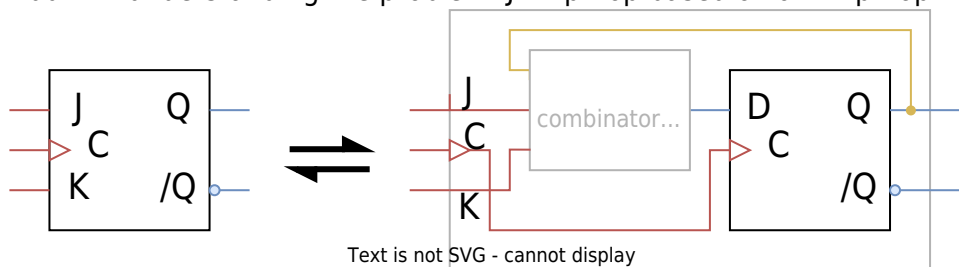 J Q
C
K /Q
J
C
K
combinator...
D Q
C
/Q
Text is not SVG - cannot display